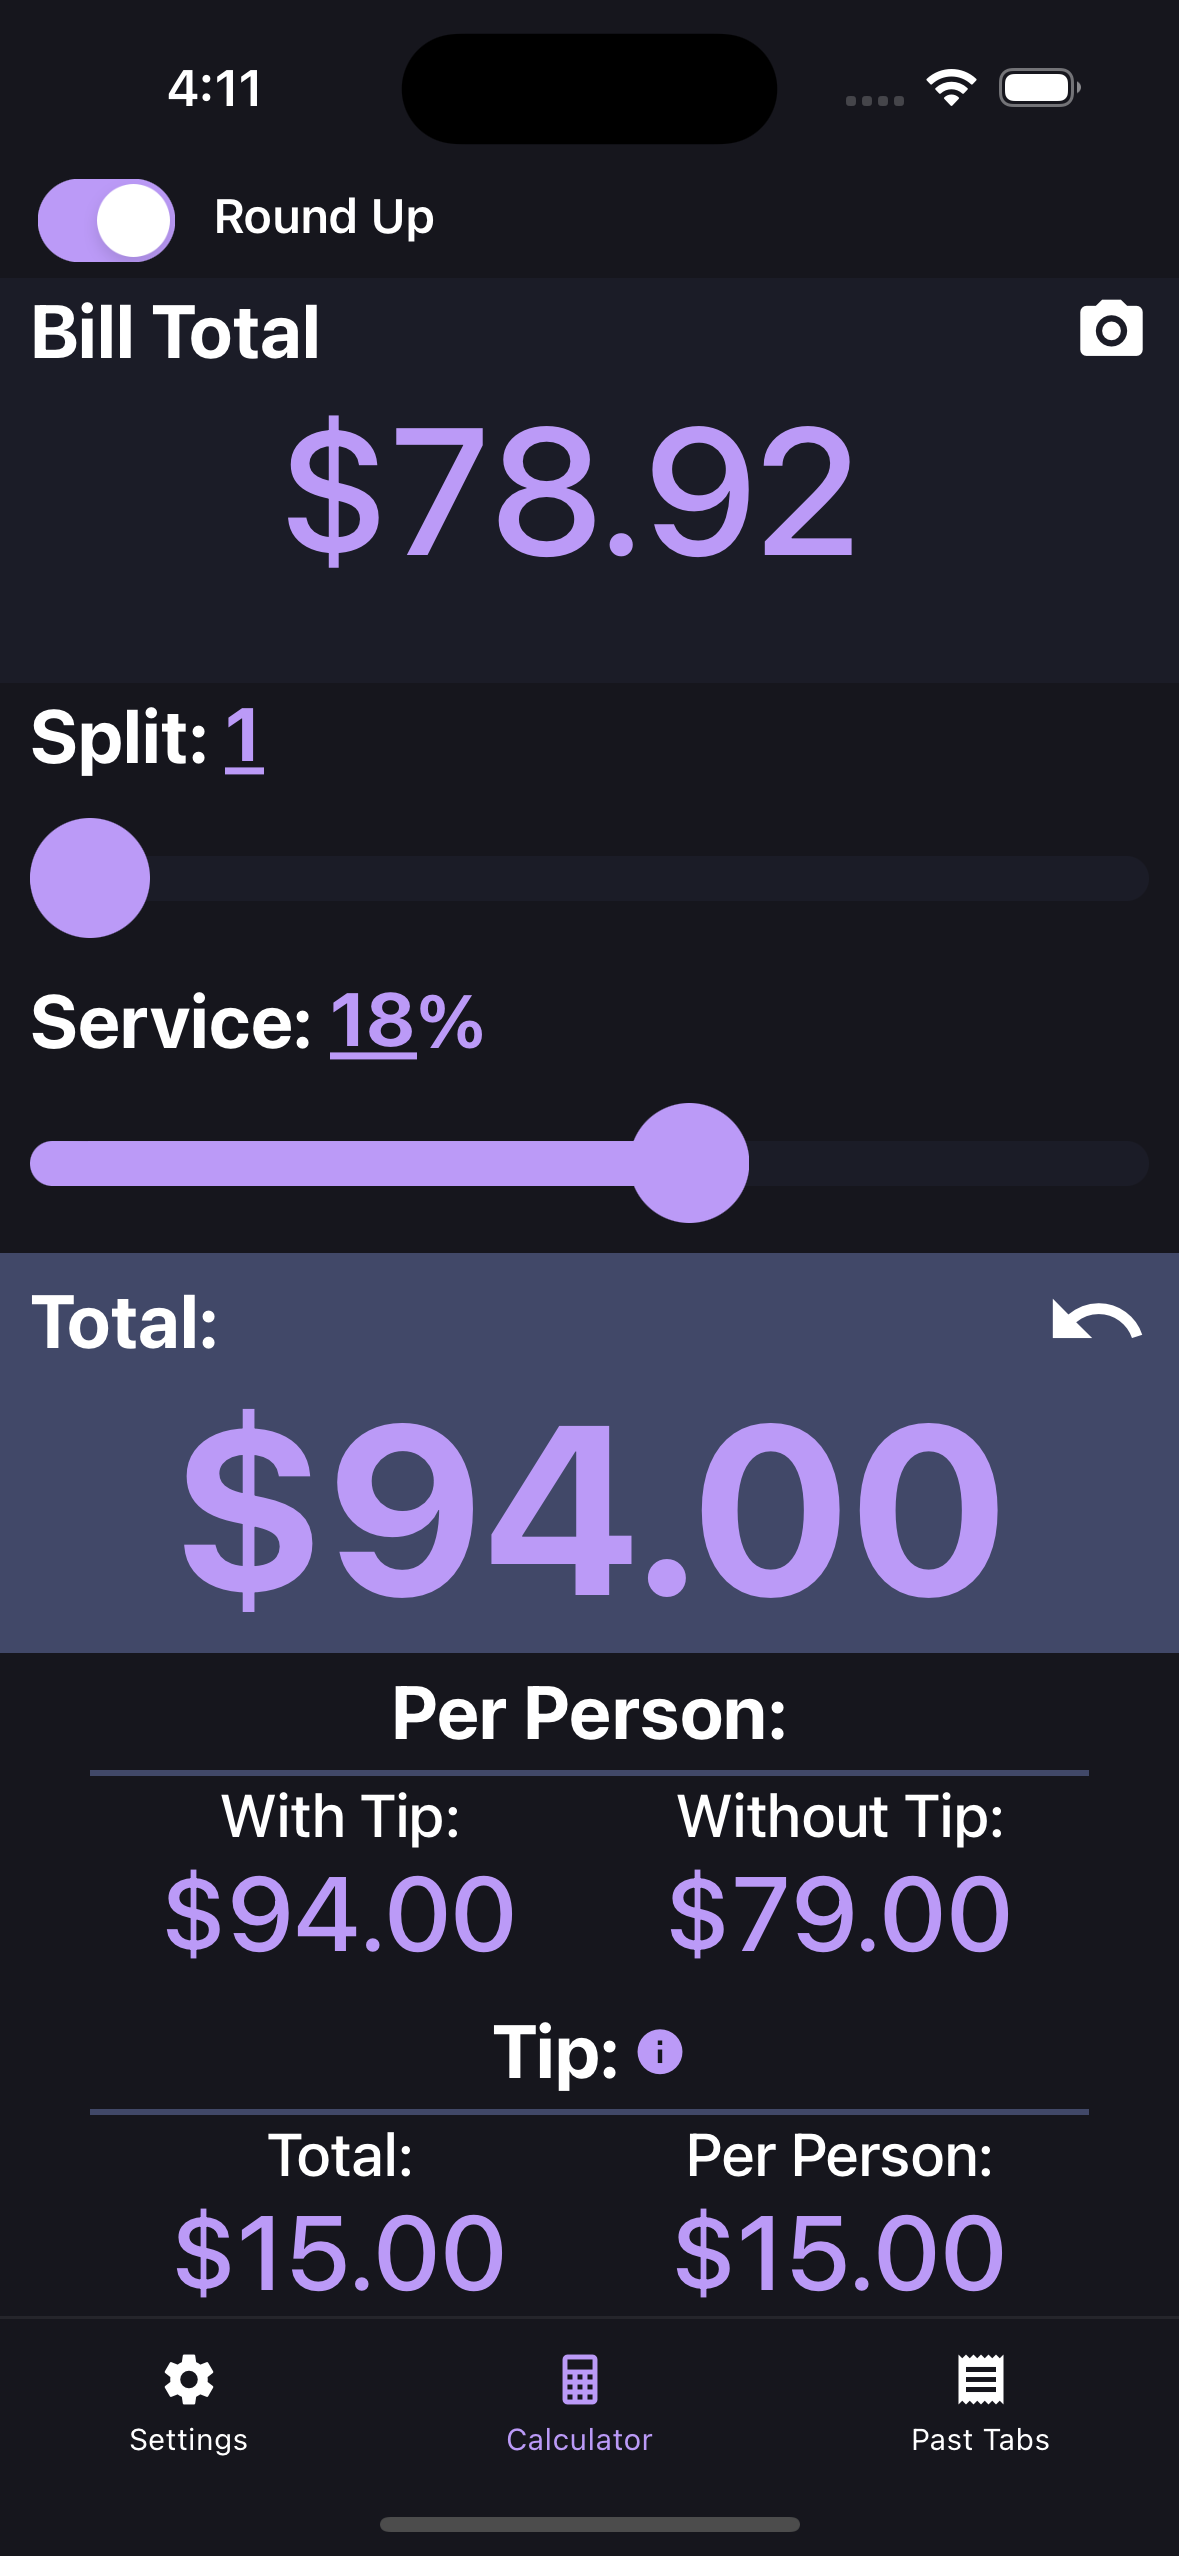 4:11
Round Up
Bill Total
$78.92
Split: 1
Service: 18%
Total:
$94.00
Per Person:
With Tip: Without Tip:
$94.00 $79.00
Tip:
Total: Per Person:
$15.00 $15.00
Settings Calculator Past Tabs